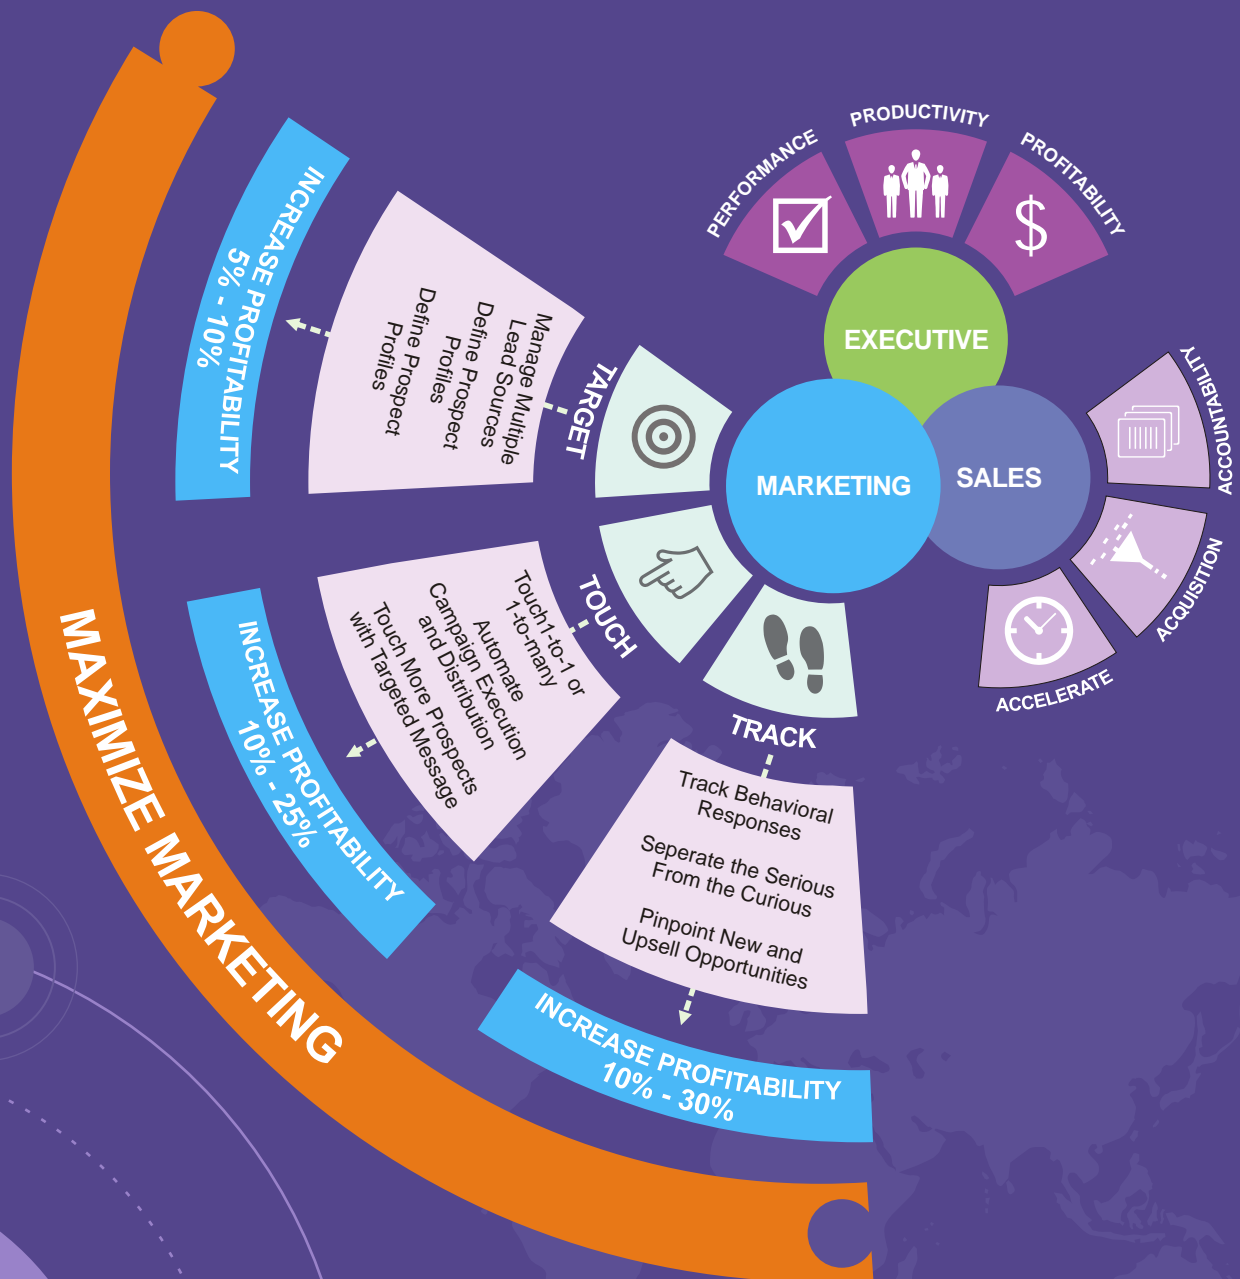 PERFORMANCE
PRODUCTIVITY
PROFITABILITY
EXECUTIVE
MARKETING
SALES
ACCOUNTABILITY
ACQUISITION
ACCELERATE
TARGET
Manage Multiple
Lead Sources
Define Prospect
Profiles
Define Prospect
Profiles
INCREASE PROFITABILITY
5% - 10%
TOUCH
Touch1-to-1 or
1-to-many
Automate
Campaign Execution
and Distribution
Touch More Prospects
with Targeted Message
INCREASE PROFITABILITY
10% - 25%
TRACK
Track Behavioral
Responses
Seperate the Serious
From the Curious
Pinpoint New and
Upsell Opportunities
INCREASE PROFITABILITY
10% - 30%
MAXIMIZE MARKETING